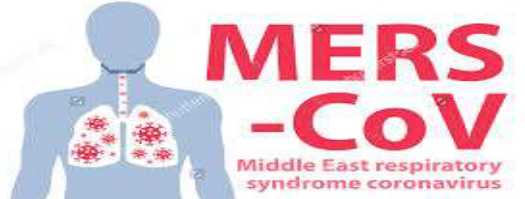 MERS
-CoV
Middle East respiratory
syndrome coronavirus